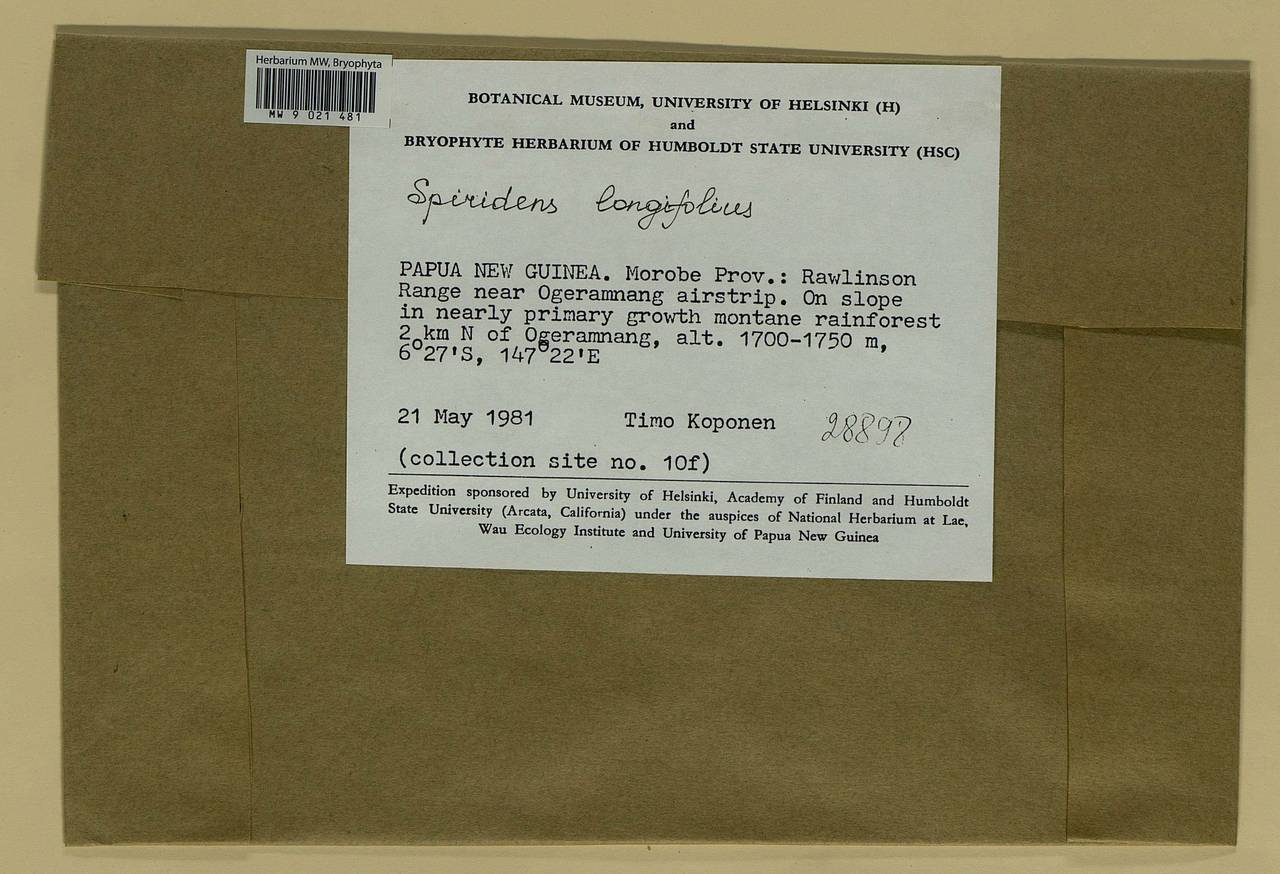 Herbarium MW, Bryophyta
MW 9 021 481
BOTANICAL MUSEUM, UNIVERSITY OF HELSINKI (H)
and
BRYOPHYTE HERBARIUM OF HUMBOLDT STATE UNIVERSITY (HSC)
Spiridens longifolius
PAPUA NEW GUINEA. Morobe Prov.: Rawlinson
Range near Ogeramnang airstrip. On slope
in nearly primary growth montane rainforest
2 km N of Ogeramnang, alt. 1700-1750 m,
6°27'S, 147°22'E
21 May 1981 Timo Koponen
(collection site no. 10f)
Expedition sponsored by University of Helsinki, Academy of Finland and Humboldt
State University (Arcata, California) under the auspices of National Herbarium at Lae,
Wau Ecology Institute and University of Papua New Guinea